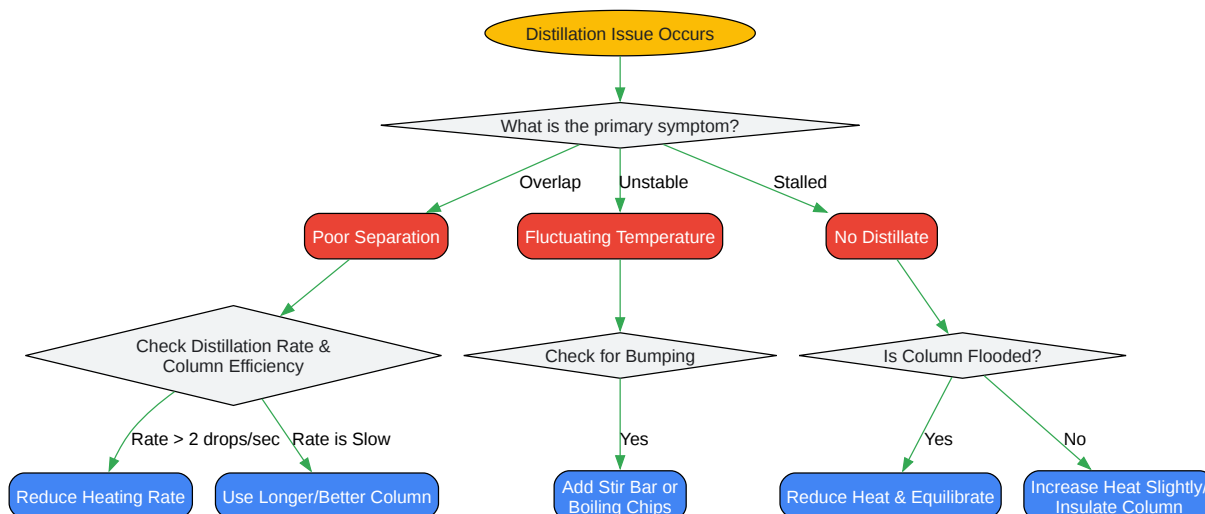 Distillation Issue Occurs
What is the primary symptom?
Overlap
Unstable
Stalled
Poor Separation
Fluctuating Temperature
No Distillate
Check Distillation Rate &
Column Efficiency
Check for Bumping
Is Column Flooded?
Rate > 2 drops/sec
Rate is Slow
Yes
Yes
No
Reduce Heating Rate
Use Longer/Better Column
Add Stir Bar or
Boiling Chips
Reduce Heat & Equilibrate
Increase Heat Slightly/
Insulate Column